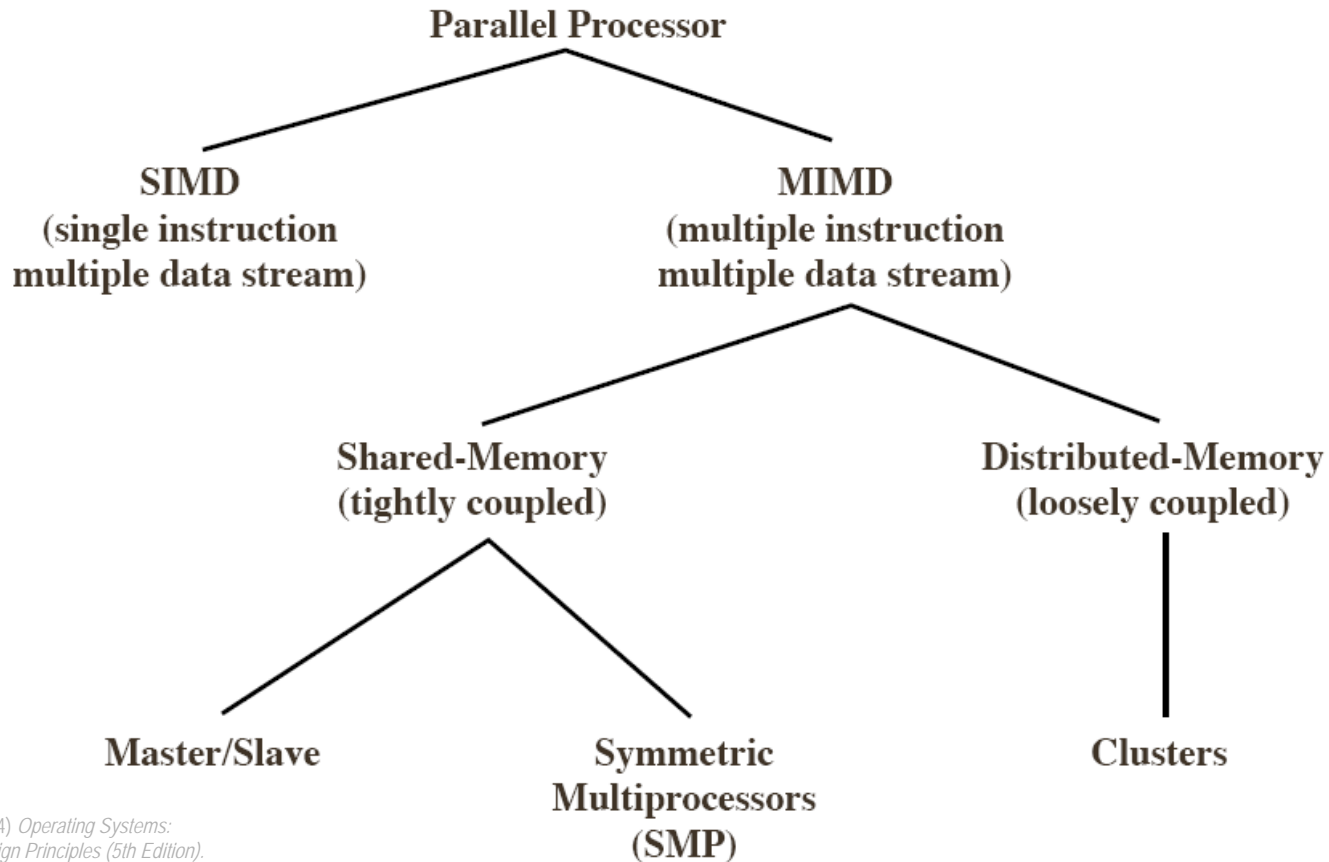 Parallel Processor
SIMD
(single instruction
multiple data stream)
MIMD
(multiple instruction
multiple data stream)
Shared-Memory
(tightly coupled)
Distributed-Memory
(loosely coupled)
Master/Slave
Symmetric
Multiprocessors
(SMP)
Clusters
) Operating Systems:
Principles (5th Edition).